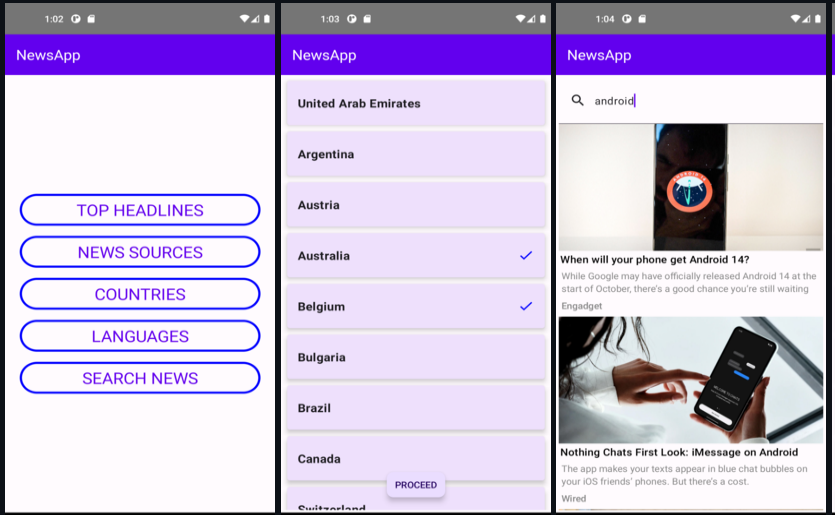 1:02
NewsApp
TOP HEADLINES
NEWS SOURCES
COUNTRIES
LANGUAGES
SEARCH NEWS
1:03
NewsApp
United Arab Emirates
Argentina
Austria
Australia
Belgium
Bulgaria
Brazil
Canada
PROCEED
Switzerland
1:04
NewsApp
android
When will your phone get Android 14?
While Google may have officially released Android 14 at the
start of October, there's a good chance you're still waiting
Engadget
Nothing Chats First Look: iMessage on Android
The app makes your texts appear in blue chat bubbles on
your iOS friends' phones. But there's a cost.
Wired